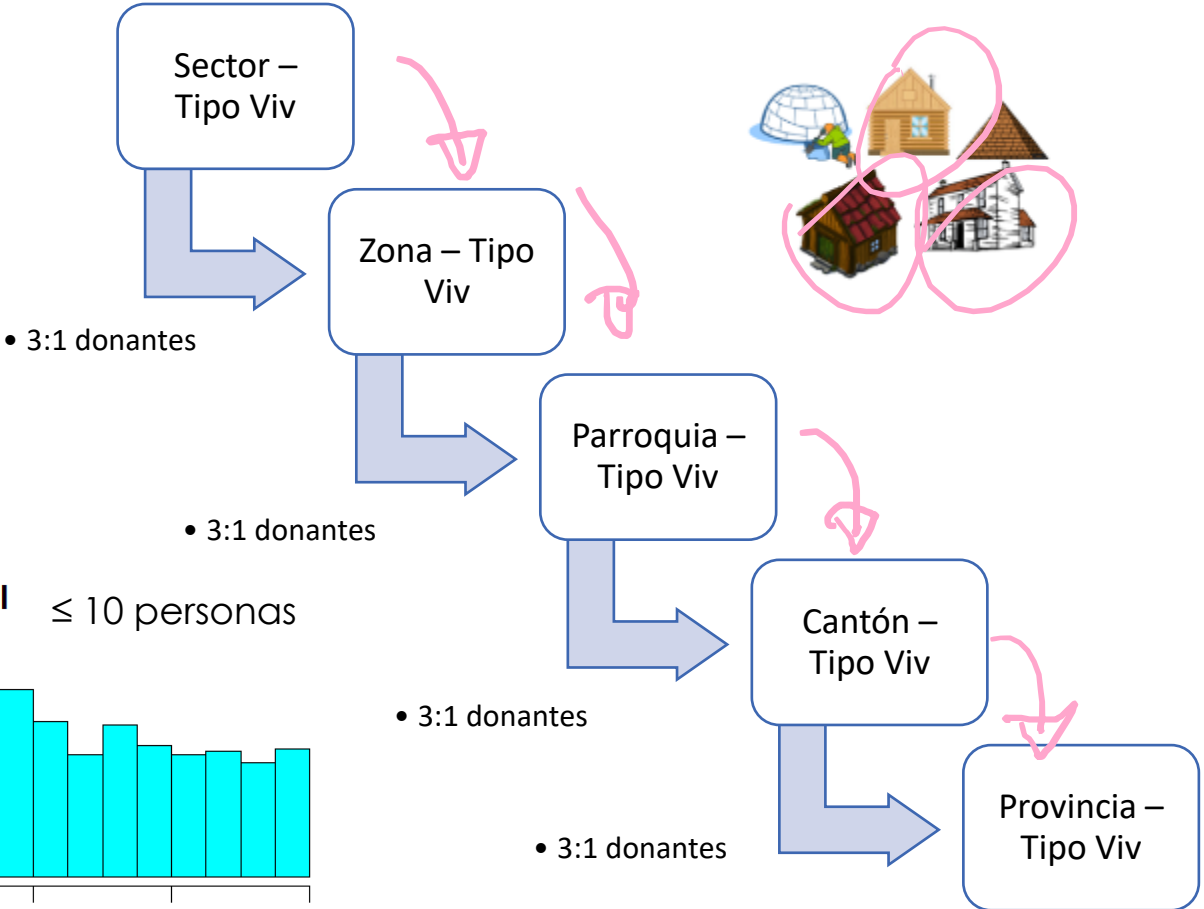 Sector –
Tipo Viv
Zona – Tipo
Viv
• 3:1 donantes
Parroquia –
Tipo Viv
• 3:1 donantes
≤ 10 personas
Cantón –
Tipo Viv
• 3:1 donantes
Provincia –
Tipo Viv
• 3:1 donantes